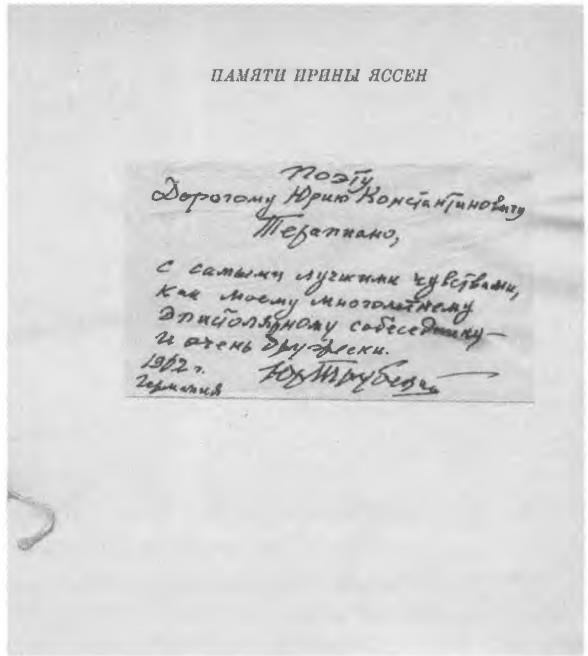 ПАМЯТИ ИРИНЫ ЯССЕН
Поэту
Дорогому Юрию Константиновичу
Терапиано,
с самыми лучшими чувствами,
как моему многолетнему
эпистолярному собеседнику —
и очень дружески.
Юр Трубецкой
1962 г.
Германия